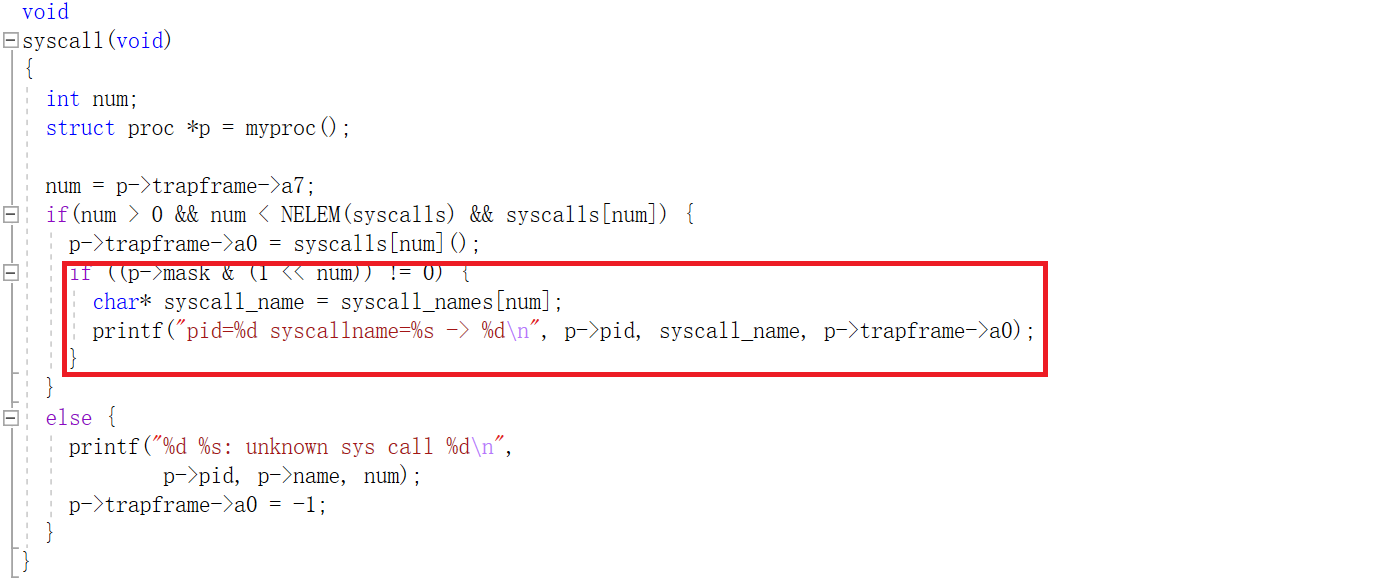 void
syscall(void)
{
  int num;
  struct proc *p = myproc();
  num = p->trapframe->a7;
  if(num > 0 && num < NELEM(syscalls) && syscalls[num]) {
    p->trapframe->a0 = syscalls[num]();
    if ((p->mask & (1 << num)) != 0) {
      char* syscall_name = syscall_names[num];
      printf("pid=%d syscallname=%s -> %d\n", p->pid, syscall_name, p->trapframe->a0);
    }
  }
  else {
    printf("%d %s: unknown sys call %d\n",
            p->pid, p->name, num);
    p->trapframe->a0 = -1;
  }
}